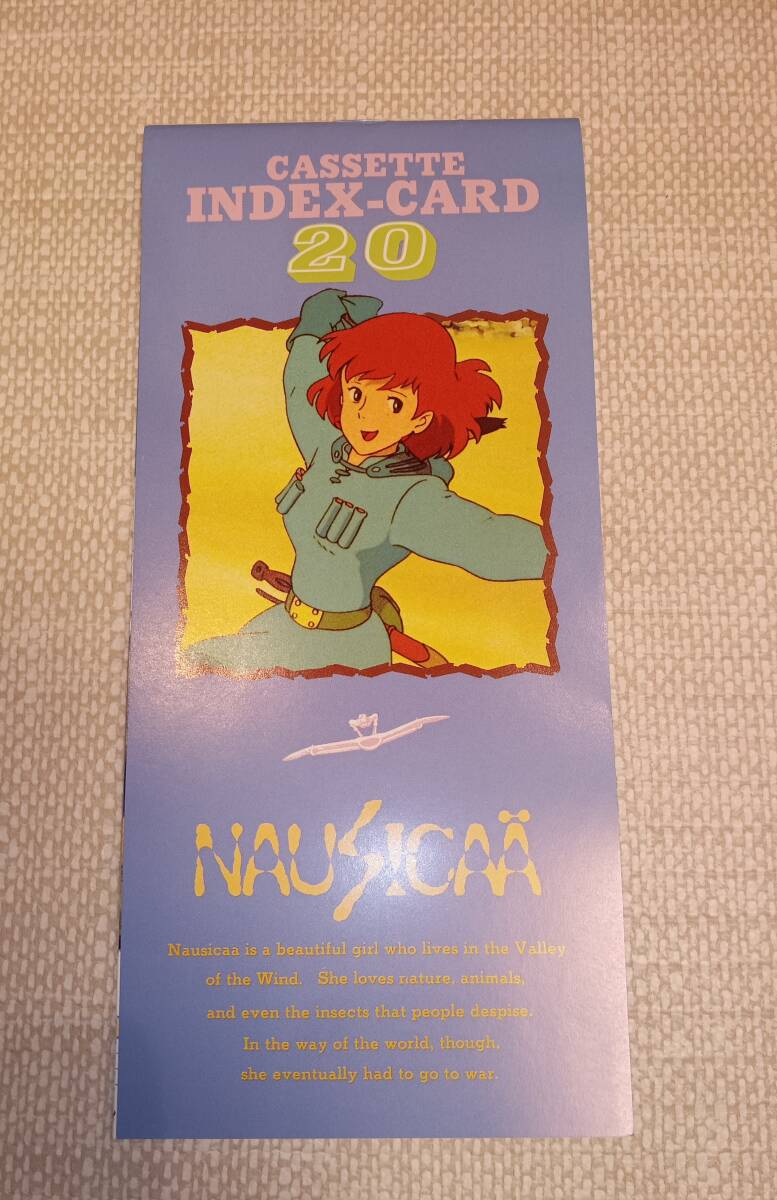 CASSETTE
INDEX-CARD
20
NAUSICAÄ
Nausicaa is a beautiful girl who lives in the Valley
of the Wind. She loves nature, animals,
and even the insects that people despise.
In the way of the world, though,
she eventually had to go to war.